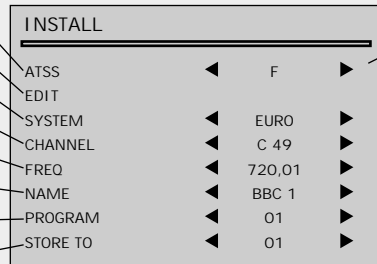 INSTALL
ATSS F
EDIT
SYSTEM EURO
CHANNEL C 49
FREQ 720,01
NAME BBC 1
PROGRAM 01
STORE TO 01